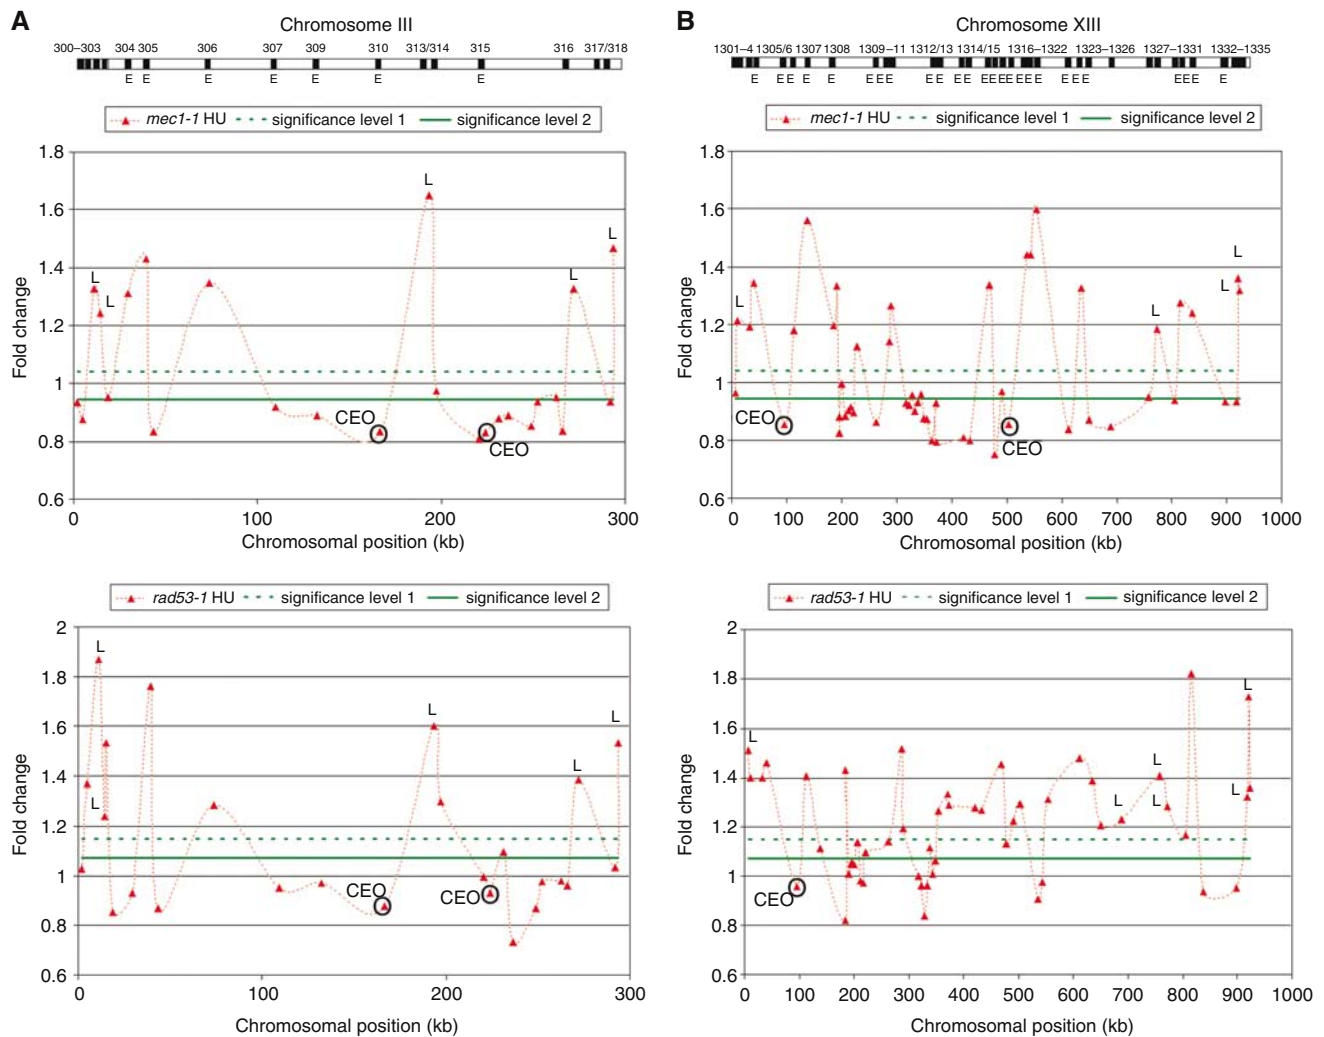 A
Chromosome III
300–303 304 305 306 307 309 310 313/314 315 316 317/318
E E E E E E E
mec1-1 HU significance level 1 significance level 2
1.8
1.6
1.4
1.2
1
0.8
0.6
Fold change
L
L
L
L
L
CEO
CEO
0 100 200 300
Chromosomal position (kb)
rad53-1 HU significance level 1 significance level 2
2
1.8
1.6
1.4
1.2
1
0.8
0.6
Fold change
L
L
L
L
L
CEO
CEO
0 100 200 300
Chromosomal position (kb)
B
Chromosome XIII
1301–4 1305/6 1307 1308 1309–11 1312/13 1314/15 1316–1322 1323–1326 1327–1331 1332–1335
E E E E E E E E E E E E E E E E E E E E E E E E E E E
mec1-1 HU significance level 1 significance level 2
1.8
1.6
1.4
1.2
1
0.8
0.6
Fold change
L
L
L
L
CEO
CEO
0 100 200 300 400 500 600 700 800 900 1000
Chromosomal position (kb)
rad53-1 HU significance level 1 significance level 2
2
1.8
1.6
1.4
1.2
1
0.8
0.6
Fold change
L
L
L
L
L
L
CEO
0 100 200 300 400 500 600 700 800 900 1000
Chromosomal position (kb)